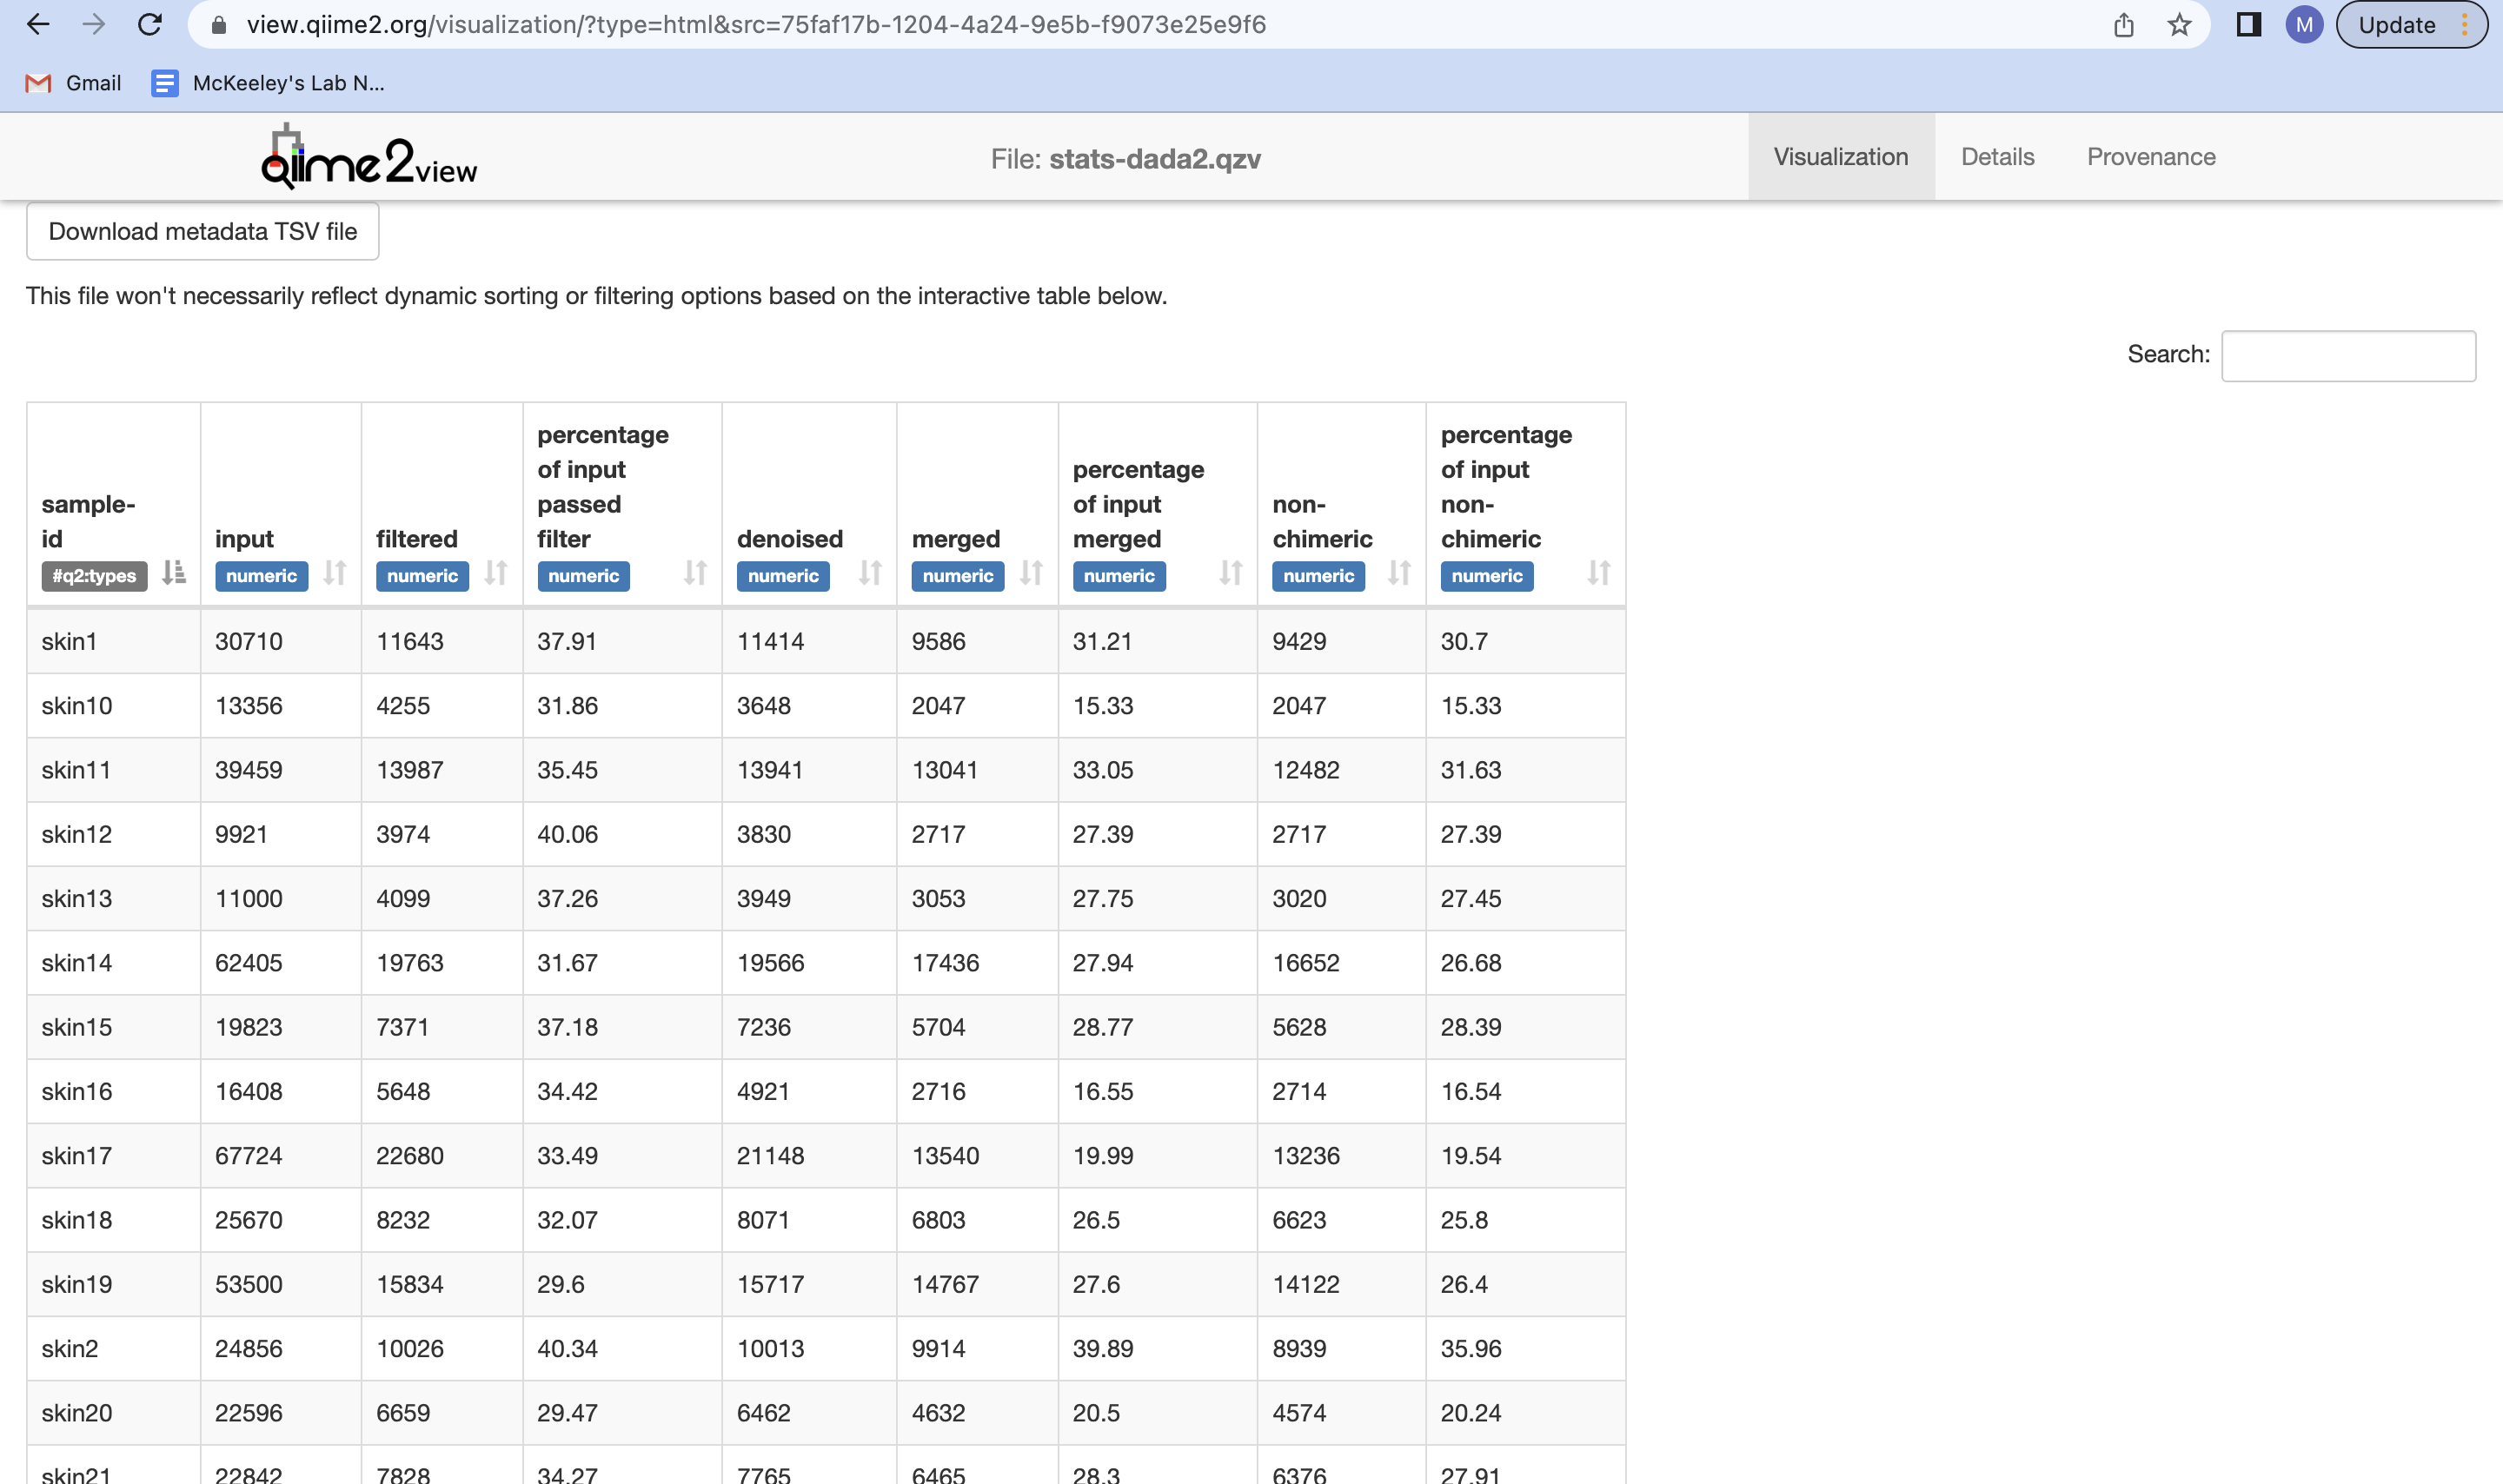 view.qiime2.org/visualization/?type=html&src=75faf17b-1204-4a24-9e5b-f9073e25e9f6
M
Update
Gmail
McKeeley's Lab N...
qiime2view
File: stats-dada2.qzv
Visualization
Details
Provenance
Download metadata TSV file
This file won't necessarily reflect dynamic sorting or filtering options based on the interactive table below.
Search:
sample-id #q2:types
input numeric
filtered numeric
percentage of input passed filter numeric
denoised numeric
merged numeric
percentage of input merged numeric
non-chimeric numeric
percentage of input non-chimeric numeric
skin1 30710 11643 37.91 11414 9586 31.21 9429 30.7
skin10 13356 4255 31.86 3648 2047 15.33 2047 15.33
skin11 39459 13987 35.45 13941 13041 33.05 12482 31.63
skin12 9921 3974 40.06 3830 2717 27.39 2717 27.39
skin13 11000 4099 37.26 3949 3053 27.75 3020 27.45
skin14 62405 19763 31.67 19566 17436 27.94 16652 26.68
skin15 19823 7371 37.18 7236 5704 28.77 5628 28.39
skin16 16408 5648 34.42 4921 2716 16.55 2714 16.54
skin17 67724 22680 33.49 21148 13540 19.99 13236 19.54
skin18 25670 8232 32.07 8071 6803 26.5 6623 25.8
skin19 53500 15834 29.6 15717 14767 27.6 14122 26.4
skin2 24856 10026 40.34 10013 9914 39.89 8939 35.96
skin20 22596 6659 29.47 6462 4632 20.5 4574 20.24
skin21 22842 7828 34.27 7765 6465 28.3 6376 27.91